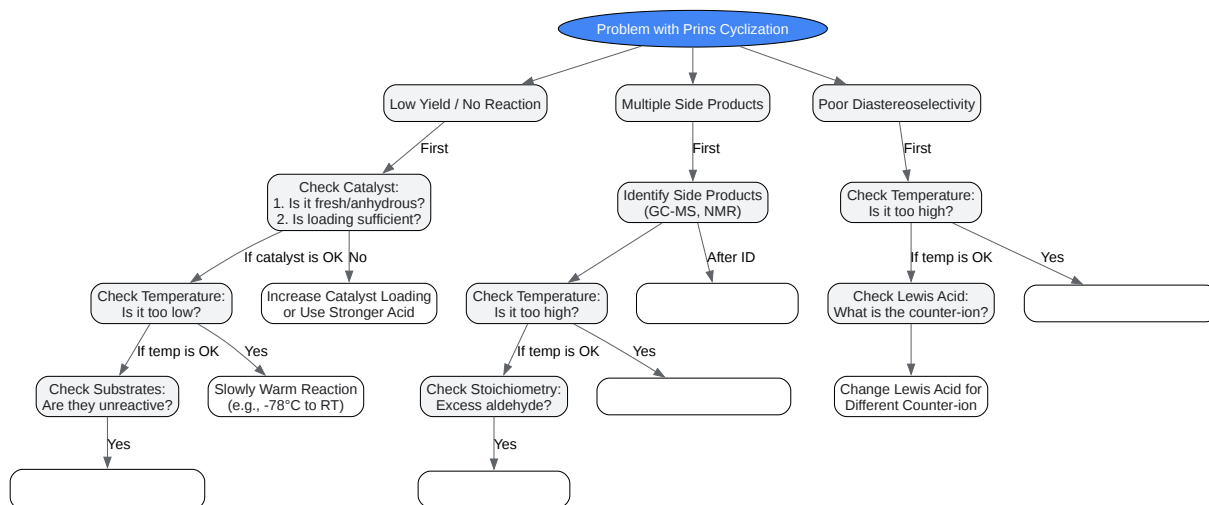 Problem with Prins Cyclization
Low Yield / No Reaction
Multiple Side Products
Poor Diastereoselectivity
First
First
First
Check Catalyst:
1. Is it fresh/anhydrous?
2. Is loading sufficient?
Identify Side Products
(GC-MS, NMR)
Check Temperature:
Is it too high?
If catalyst is OK
No
After ID
If temp is OK
Yes
Check Temperature:
Is it too low?
Increase Catalyst Loading
or Use Stronger Acid
Check Temperature:
Is it too high?
Check Lewis Acid:
What is the counter-ion?
If temp is OK
Yes
If temp is OK
Yes
Check Substrates:
Are they unreactive?
Slowly Warm Reaction
(e.g., -78°C to RT)
Check Stoichiometry:
Excess aldehyde?
Change Lewis Acid for
Different Counter-ion
Yes
Yes